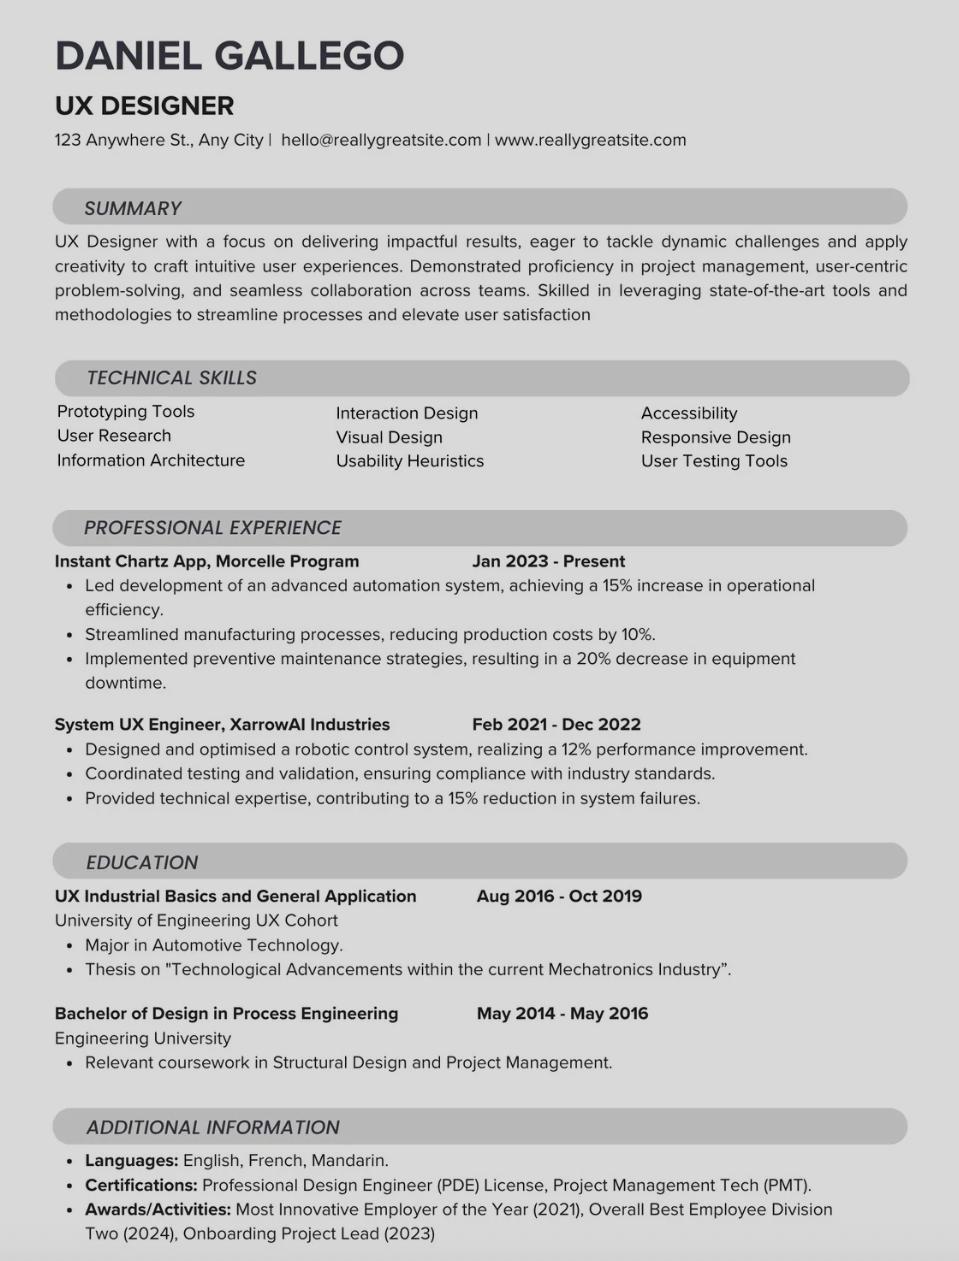 DANIEL GALLEGO
UX DESIGNER
123 Anywhere St., Any City | hello@reallygreatsite.com | www.reallygreatsite.com
SUMMARY
UX Designer with a focus on delivering impactful results, eager to tackle dynamic challenges and apply
creativity to craft intuitive user experiences. Demonstrated proficiency in project management, user-centric
problem-solving, and seamless collaboration across teams. Skilled in leveraging state-of-the-art tools and
methodologies to streamline processes and elevate user satisfaction
TECHNICAL SKILLS
Prototyping Tools
User Research
Information Architecture
Interaction Design
Visual Design
Usability Heuristics
Accessibility
Responsive Design
User Testing Tools
PROFESSIONAL EXPERIENCE
Instant Chartz App, Morcelle Program Jan 2023 - Present
• Led development of an advanced automation system, achieving a 15% increase in operational
efficiency.
• Streamlined manufacturing processes, reducing production costs by 10%.
• Implemented preventive maintenance strategies, resulting in a 20% decrease in equipment
downtime.
System UX Engineer, XarrowAI Industries Feb 2021 - Dec 2022
• Designed and optimised a robotic control system, realizing a 12% performance improvement.
• Coordinated testing and validation, ensuring compliance with industry standards.
• Provided technical expertise, contributing to a 15% reduction in system failures.
EDUCATION
UX Industrial Basics and General Application Aug 2016 - Oct 2019
University of Engineering UX Cohort
• Major in Automotive Technology.
• Thesis on "Technological Advancements within the current Mechatronics Industry”.
Bachelor of Design in Process Engineering May 2014 - May 2016
Engineering University
• Relevant coursework in Structural Design and Project Management.
ADDITIONAL INFORMATION
• Languages: English, French, Mandarin.
• Certifications: Professional Design Engineer (PDE) License, Project Management Tech (PMT).
• Awards/Activities: Most Innovative Employer of the Year (2021), Overall Best Employee Division
Two (2024), Onboarding Project Lead (2023)